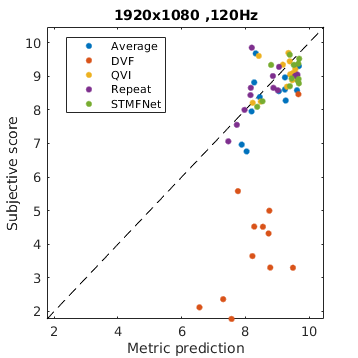 1920x1080 ,120Hz
Average
DVF
QVI
Repeat
STMFNet
10
9
8
7
6
5
4
3
2
Subjective score
2 4 6 8 10
Metric prediction